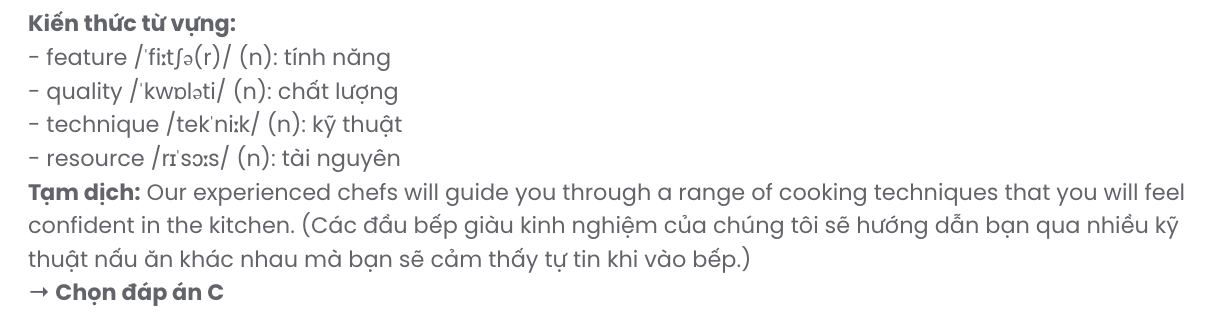 Kiến thức từ vựng:
- feature /ˈfiːtʃə(r)/ (n): tính năng
- quality /ˈkwɒləti/ (n): chất lượng
- technique /tekˈniːk/ (n): kỹ thuật
- resource /rɪˈsɔːs/ (n): tài nguyên
Tạm dịch: Our experienced chefs will guide you through a range of cooking techniques that you will feel
confident in the kitchen. (Các đầu bếp giàu kinh nghiệm của chúng tôi sẽ hướng dẫn bạn qua nhiều kỹ
thuật nấu ăn khác nhau mà bạn sẽ cảm thấy tự tin khi vào bếp.)
→ Chọn đáp án C